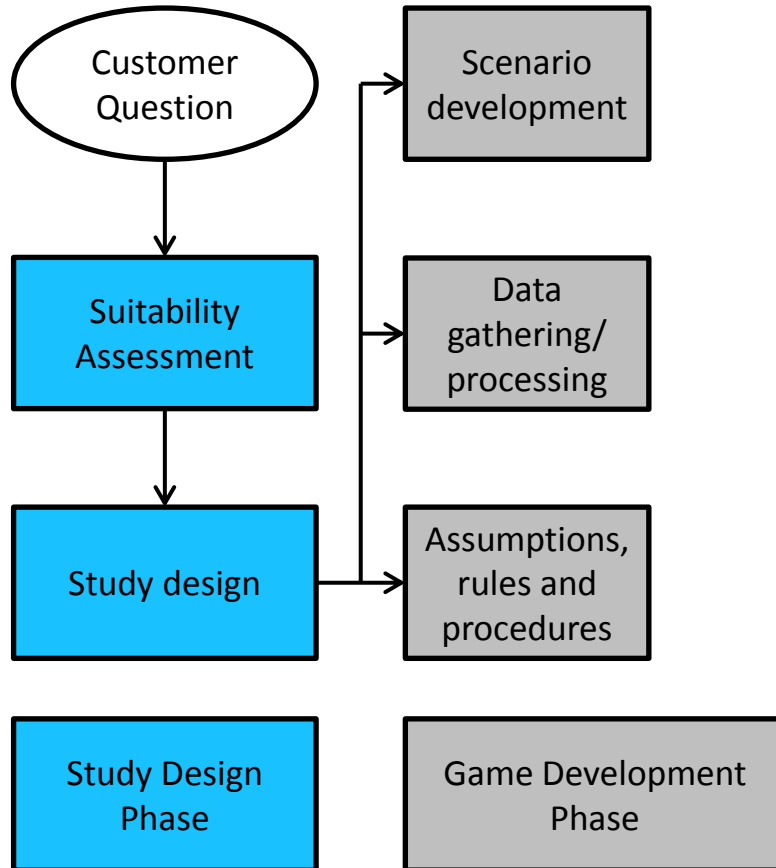 Customer
Question
Suitability
Assessment
Study design
Scenario
development
Data
gathering/
processing
Assumptions,
rules and
procedures
Study Design
Phase
Game Development
Phase